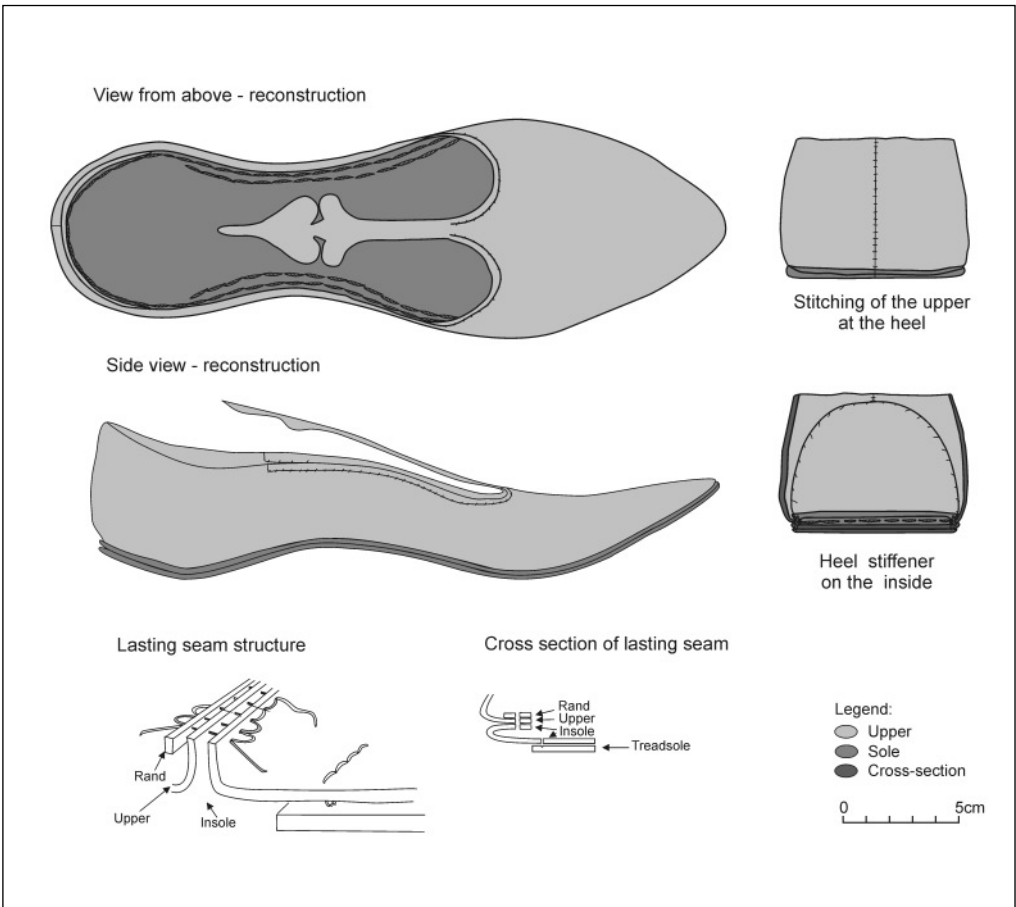 View from above - reconstruction
Stitching of the upper
at the heel
Side view - reconstruction
Heel stiffener
on the inside
Lasting seam structure
Rand
Upper
Insole
Cross section of lasting seam
Rand
Upper
Insole
Treadsole
Legend:
Upper
Sole
Cross-section
0 5cm